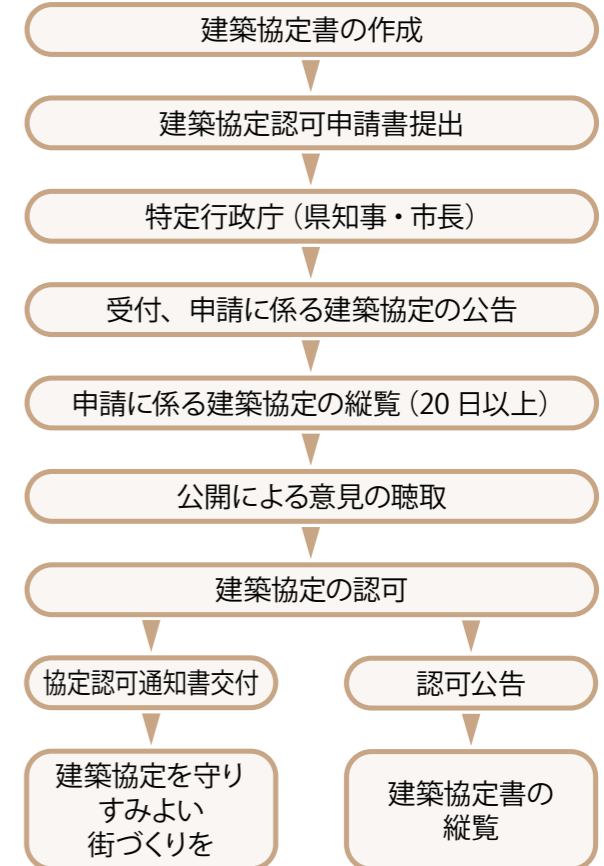 建築協定書の作成
建築協定認可申請書提出
特定行政庁（県知事・市長）
受付、申請に係る建築協定の公告
申請に係る建築協定の縦覧（20 日以上）
公開による意見の聴取
建築協定の認可
協定認可通知書交付
認可公告
建築協定を守り
すみよい
街づくりを
建築協定書の
縦覧